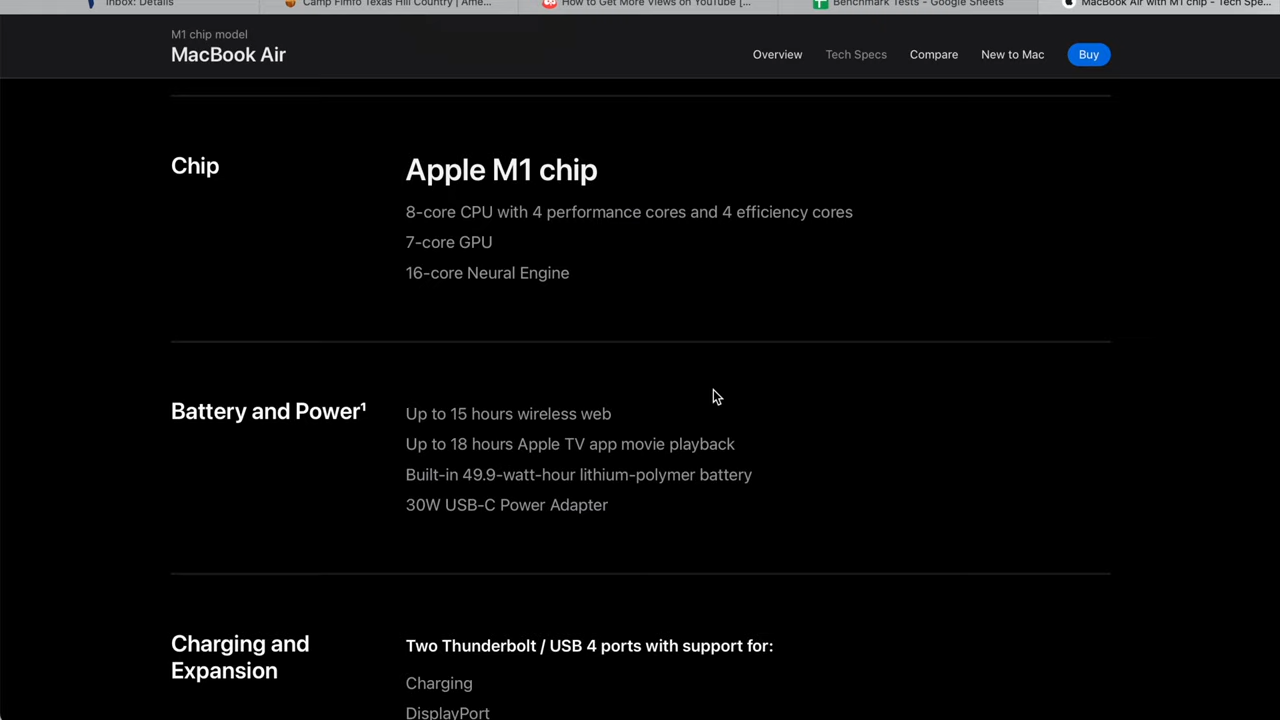 Inbox: Details
Camp Fimfo Texas Hill Country | Ame...
How to Get More Views on YouTube [...
Benchmark Tests - Google Sheets
MacBook Air with M1 chip - Tech Spe...
M1 chip model
MacBook Air
Overview
Tech Specs
Compare
New to Mac
Buy
Chip
Apple M1 chip
8-core CPU with 4 performance cores and 4 efficiency cores
7-core GPU
16-core Neural Engine
Battery and Power¹
Up to 15 hours wireless web
Up to 18 hours Apple TV app movie playback
Built-in 49.9-watt-hour lithium-polymer battery
30W USB-C Power Adapter
Charging and
Expansion
Two Thunderbolt / USB 4 ports with support for:
Charging
DisplayPort